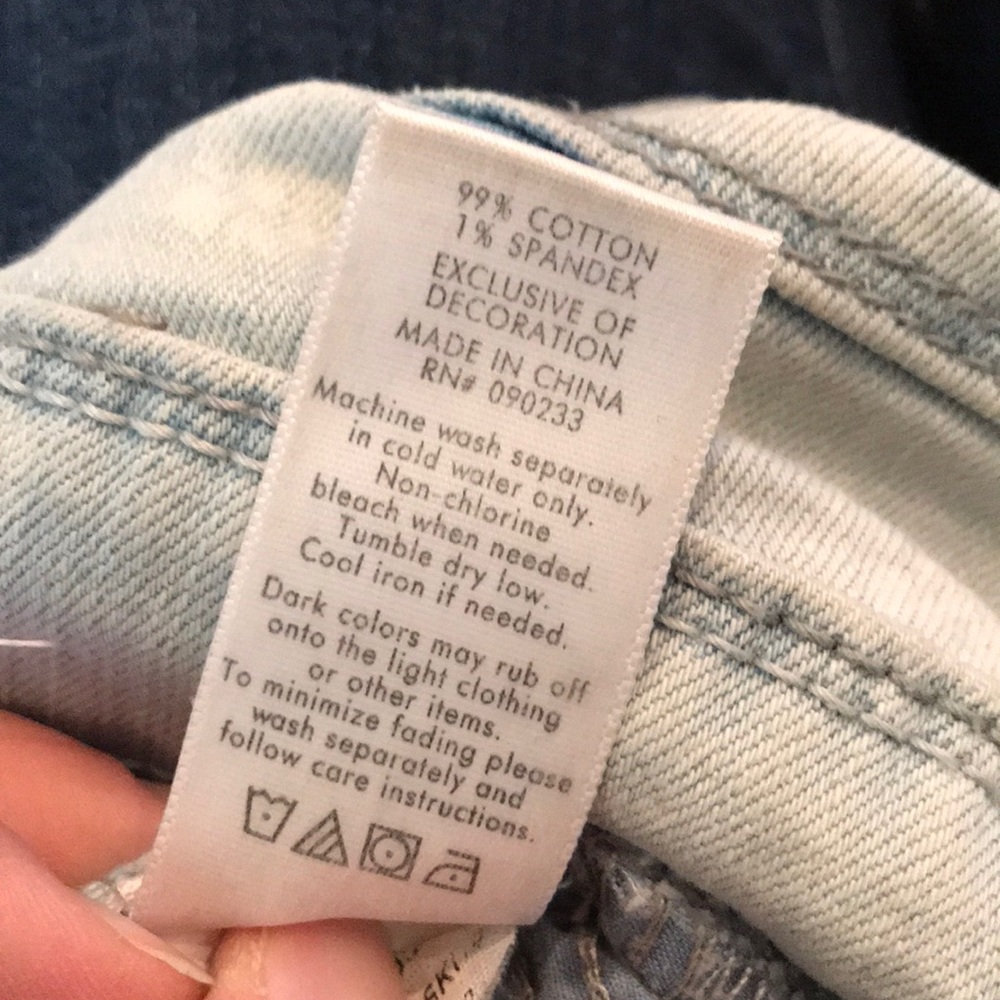 99% COTTON
1% SPANDEX
EXCLUSIVE OF
DECORATION
MADE IN CHINA
RN# 090233
Machine wash separately
in cold water only.
Non-chlorine
bleach when needed.
Tumble dry low.
Cool iron if needed.
Dark colors may rub off
onto the light clothing
or other items.
To minimize fading please
wash separately and
follow care instructions.